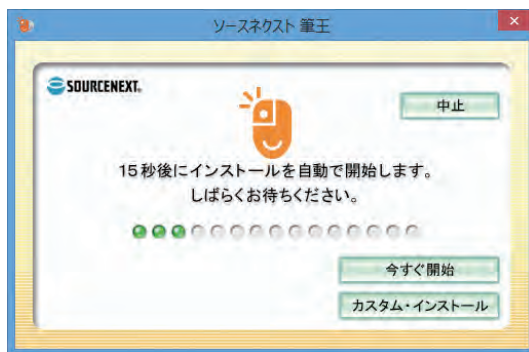 ソースネクスト 筆王
SOURCENEXT.
中止
15秒後にインストールを自動で開始します。
しばらくお待ちください。
今すぐ開始
カスタム・インストール